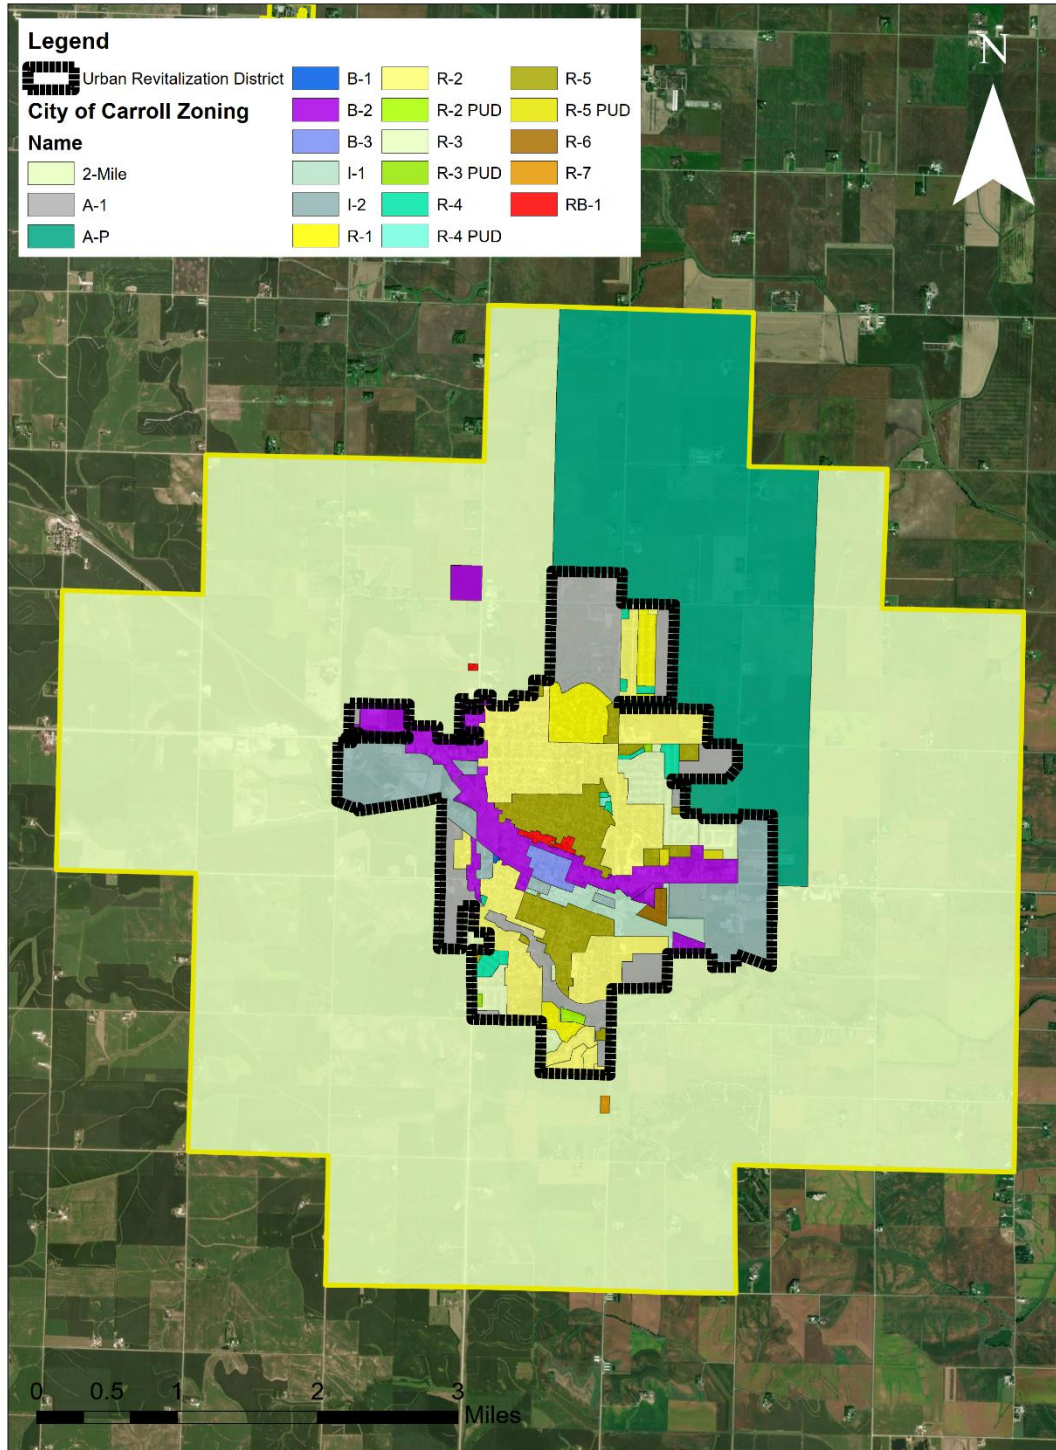 Legend
Urban Revitalization District
City of Carroll Zoning
Name
2-Mile
A-1
A-P
B-1
B-2
B-3
I-1
I-2
R-1
R-2
R-2 PUD
R-3
R-3 PUD
R-4
R-4 PUD
R-5
R-5 PUD
R-6
R-7
RB-1
N
0 0.5 1 2 3
Miles